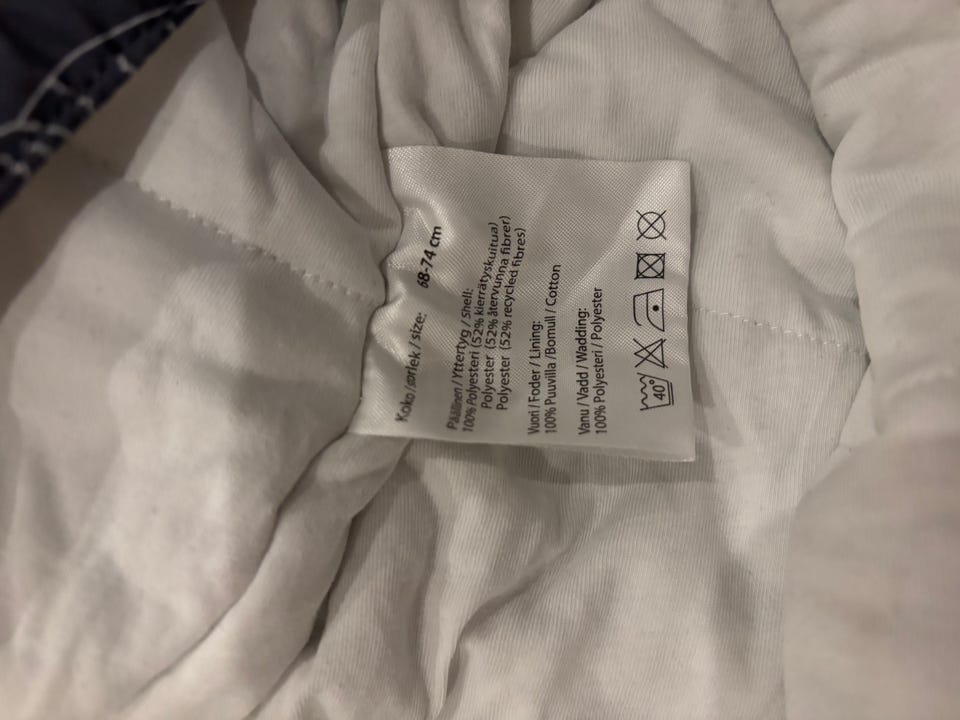 Koko / storlek / size: 68-74 cm
Päällinen / Yttertyg / Shell:
100% Polyesteri (52% kierrätyskuitua)
Polyester (52% återvunna fibrer)
Polyester (52% recycled fibres)
Vuori / Foder / Lining:
100% Puuvilla / Bomull / Cotton
Vanu / Vadd / Wadding:
100% Polyesteri / Polyester
40°